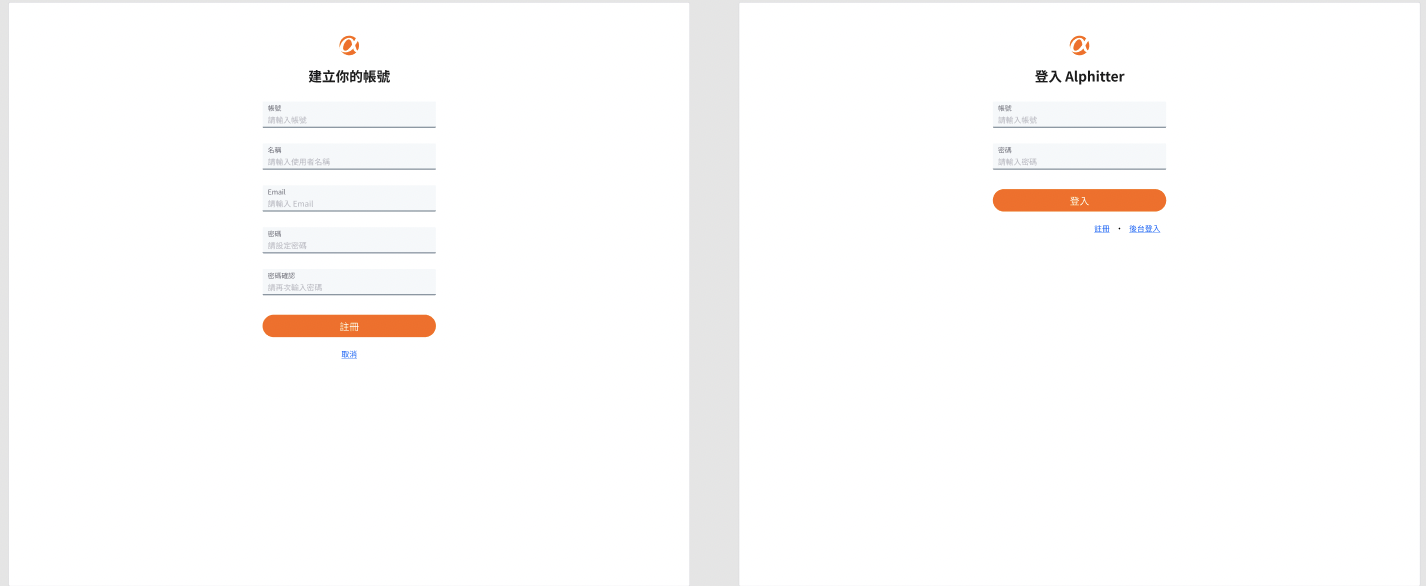 建立你的帳號
帳號
請輸入帳號
名稱
請輸入使用者名稱
Email
請輸入 Email
密碼
請設定密碼
密碼確認
請再次輸入密碼
註冊
取消
登入 Alphitter
帳號
請輸入帳號
密碼
請輸入密碼
登入
註冊 · 後台登入